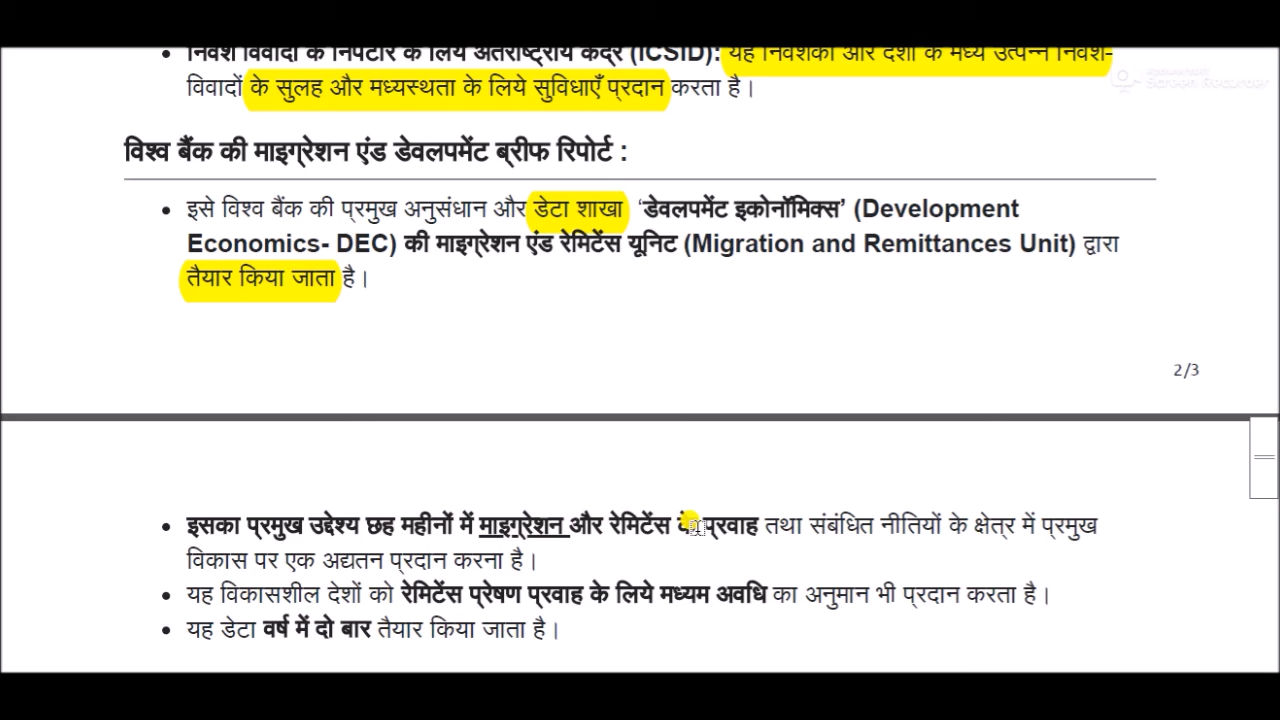 निवेश विवादों के निपटारे के लिये अंतर्राष्ट्रीय केंद्र (ICSID): यह निवेशकों और देशों के मध्य उत्पन्न निवेश-
विवादों के सुलह और मध्यस्थता के लिये सुविधाएँ प्रदान करता है।
Screen Recorder
विश्व बैंक की माइग्रेशन एंड डेवलपमेंट ब्रीफ रिपोर्ट :
इसे विश्व बैंक की प्रमुख अनुसंधान और डेटा शाखा ‘डेवलपमेंट इकोनॉमिक्स’ (Development
Economics- DEC) की माइग्रेशन एंड रेमिटेंस यूनिट (Migration and Remittances Unit) द्वारा
तैयार किया जाता है।
2/3
इसका प्रमुख उद्देश्य छह महीनों में माइग्रेशन और रेमिटेंस के प्रवाह तथा संबंधित नीतियों के क्षेत्र में प्रमुख
विकास पर एक अद्यतन प्रदान करना है।
यह विकासशील देशों को रेमिटेंस प्रेषण प्रवाह के लिये मध्यम अवधि का अनुमान भी प्रदान करता है।
यह डेटा वर्ष में दो बार तैयार किया जाता है।